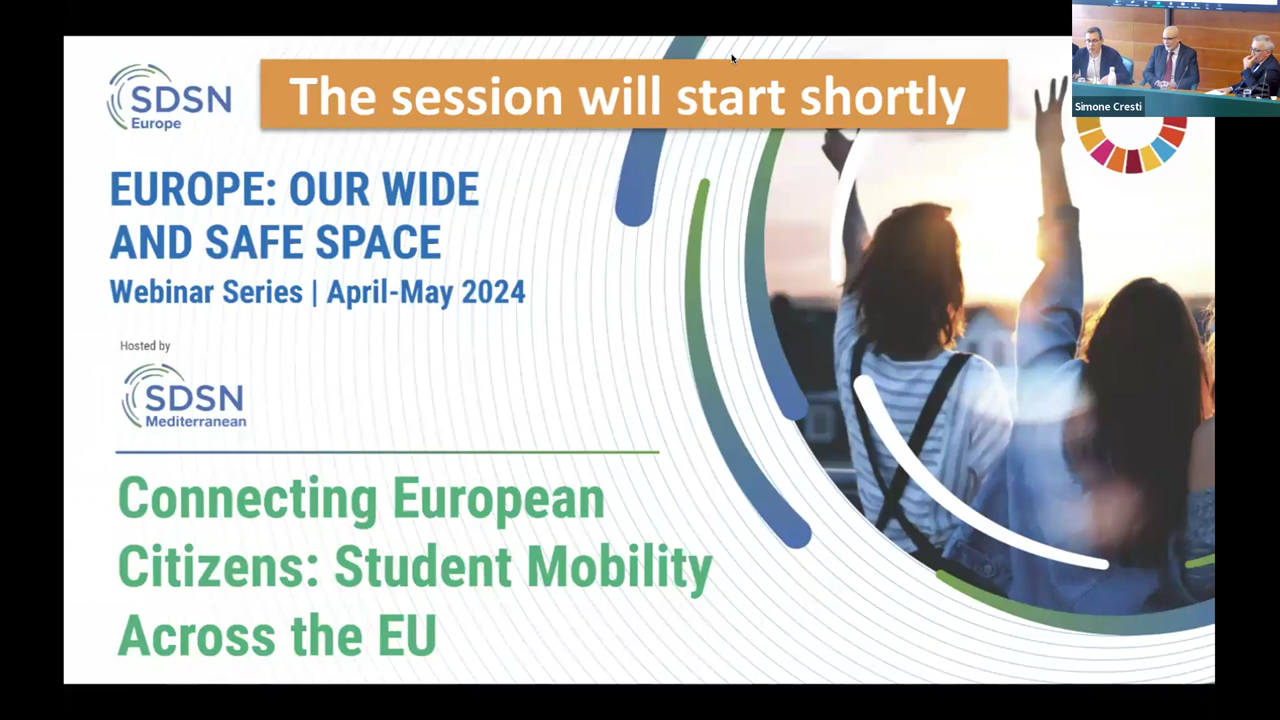 The session will start shortly
SDSN
Europe
Simone Cresti
EUROPE: OUR WIDE
AND SAFE SPACE
Webinar Series | April-May 2024
Hosted by
SDSN
Mediterranean
Connecting European
Citizens: Student Mobility
Across the EU